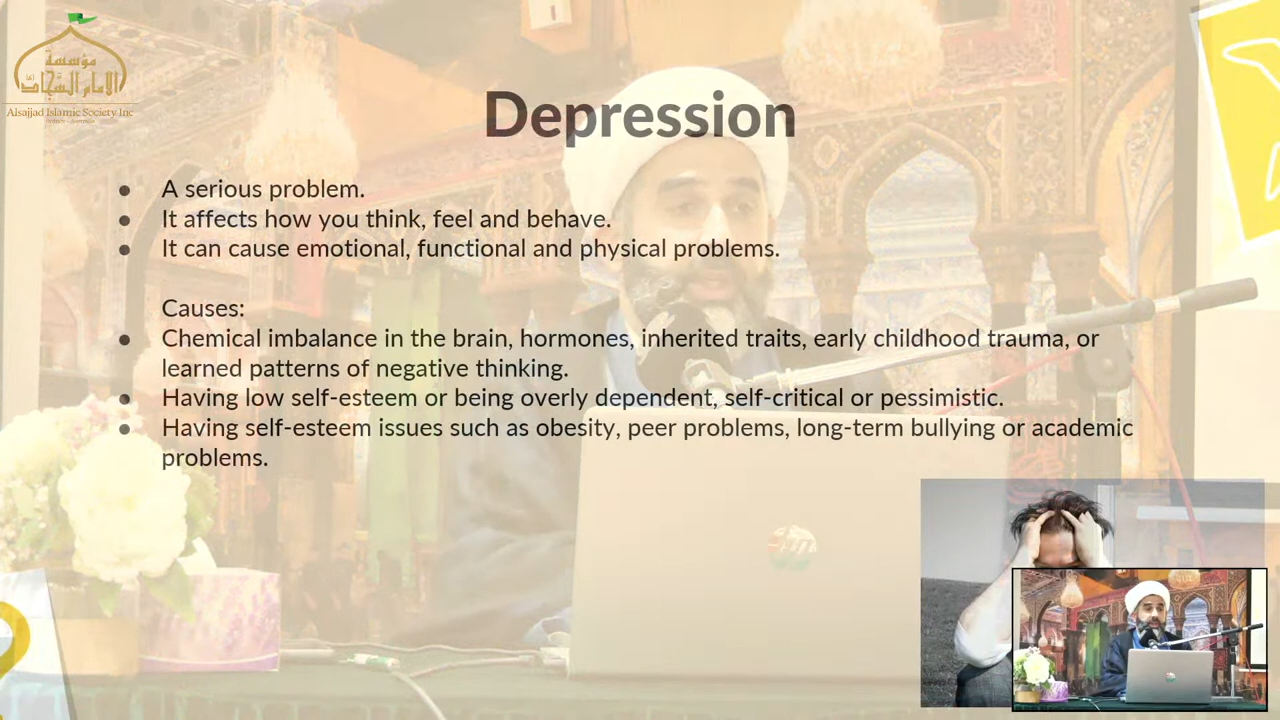 مؤسسة
الامام السجاد (ع)
Alsajjad Islamic Society Inc
Depression
● A serious problem.
● It affects how you think, feel and behave.
● It can cause emotional, functional and physical problems.
Causes:
● Chemical imbalance in the brain, hormones, inherited traits, early childhood trauma, or
learned patterns of negative thinking.
● Having low self-esteem or being overly dependent, self-critical or pessimistic.
● Having self-esteem issues such as obesity, peer problems, long-term bullying or academic
problems.